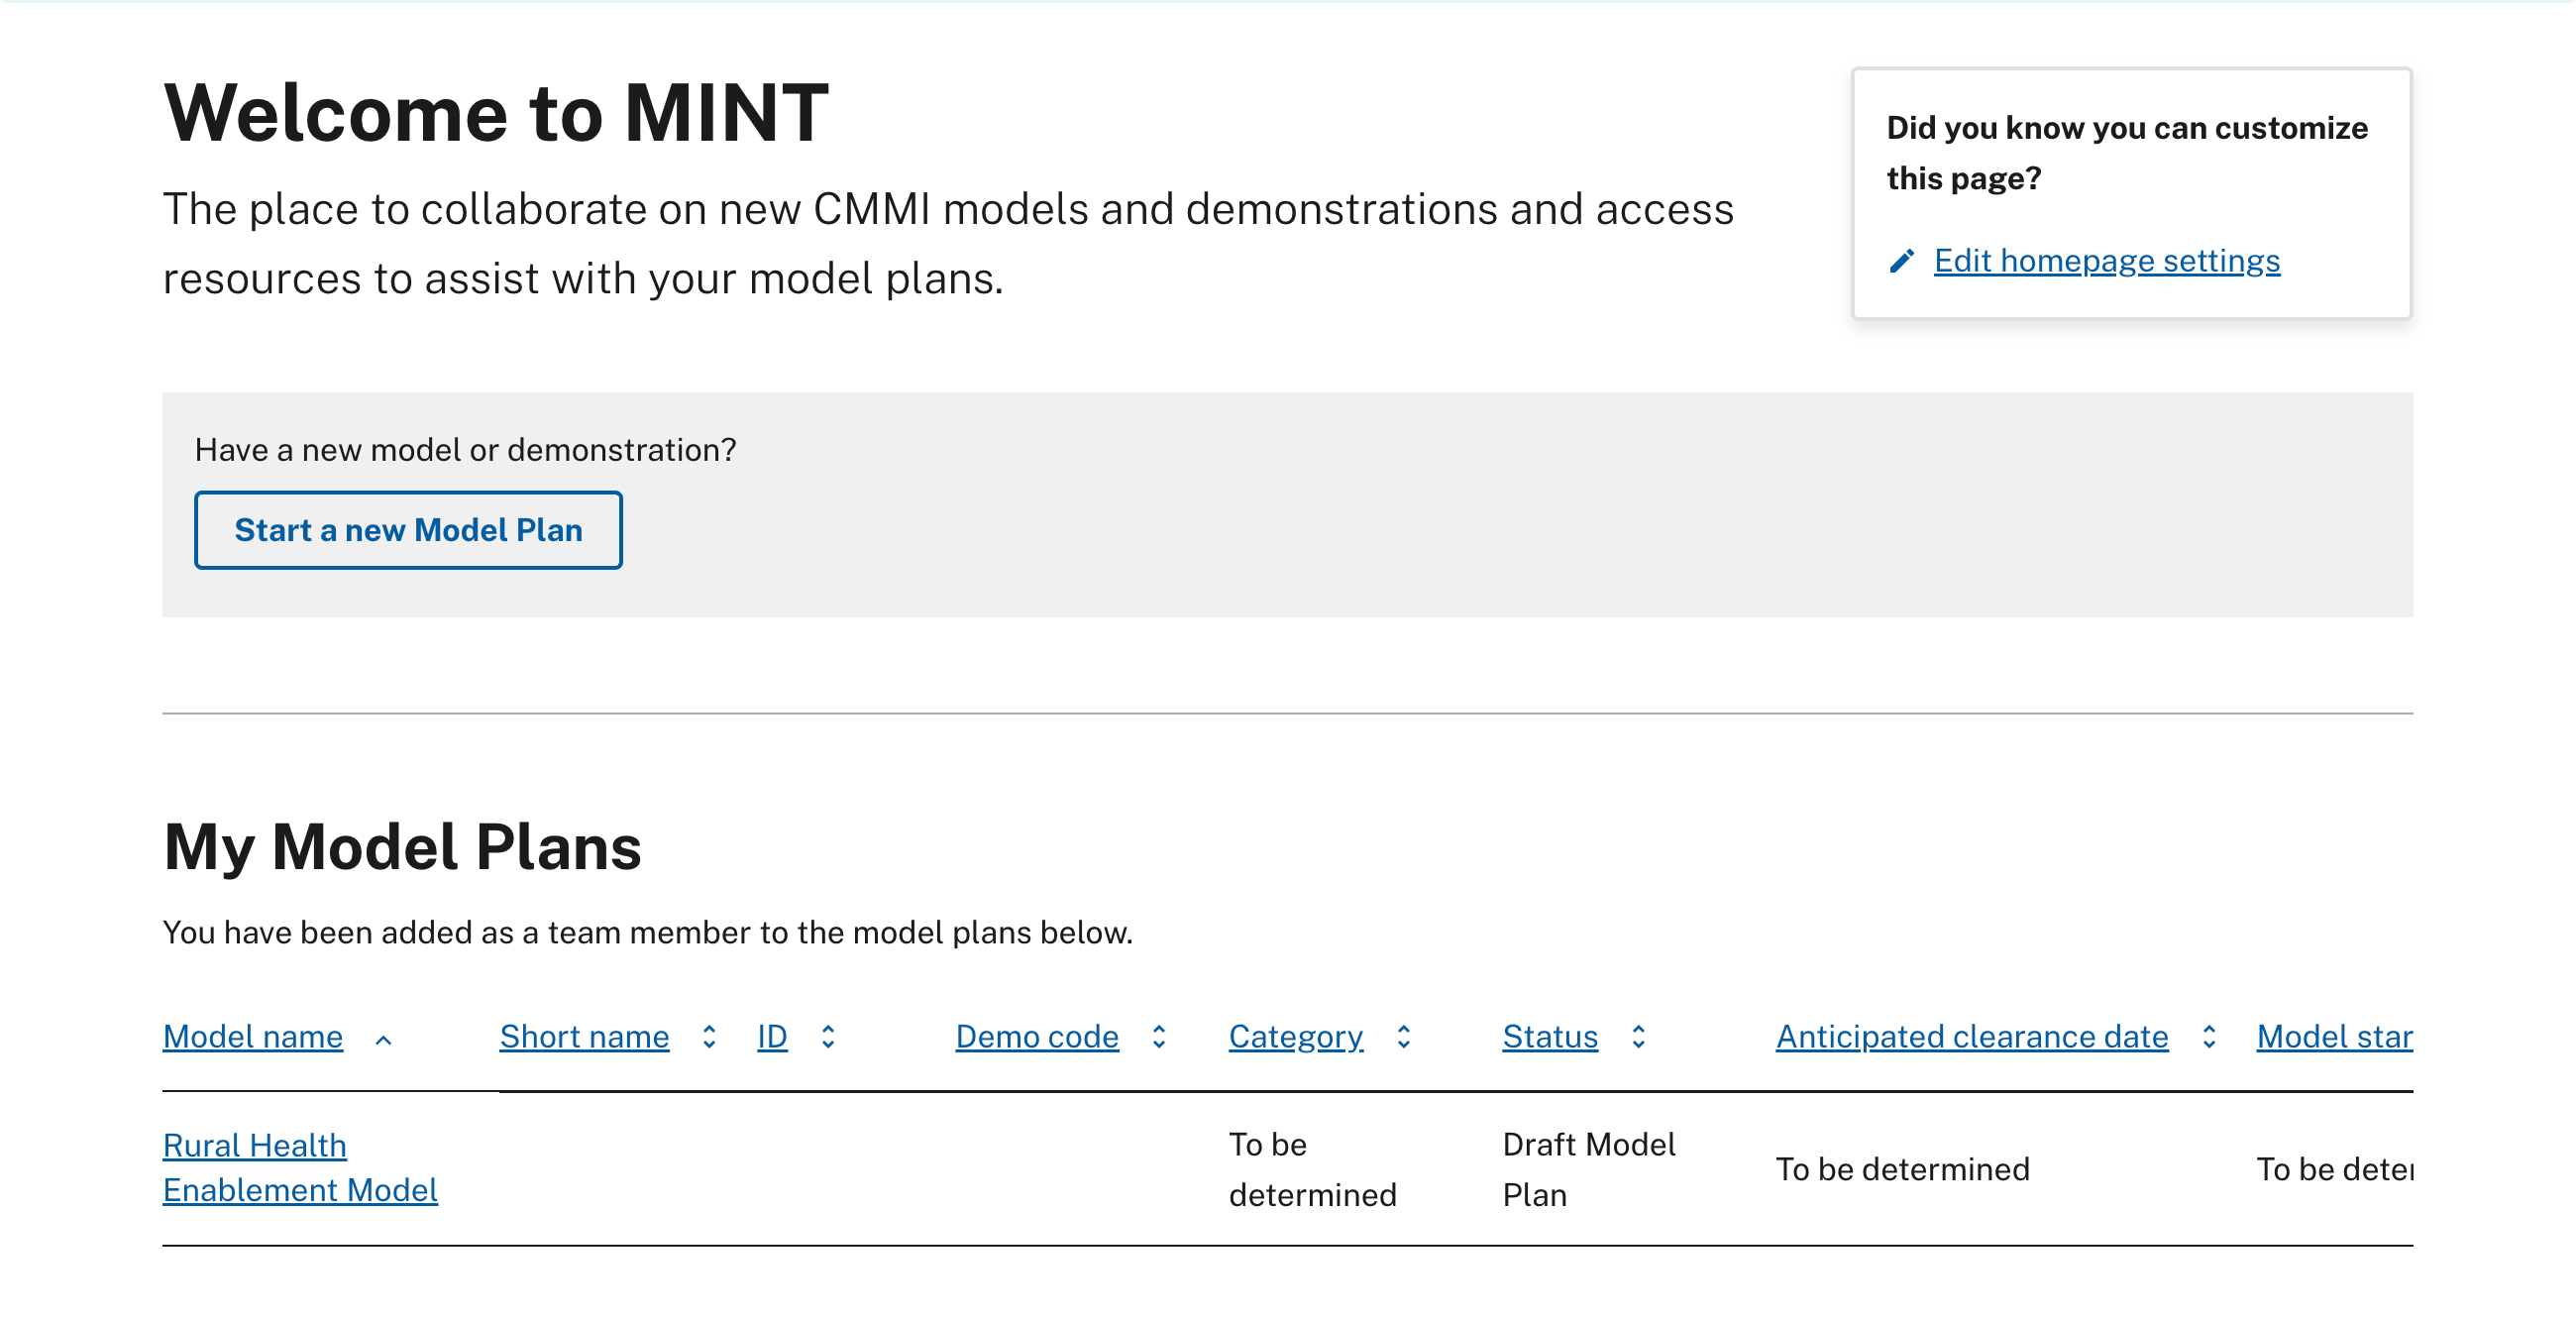 Welcome to MINT
The place to collaborate on new CMMI models and demonstrations and access
resources to assist with your model plans.
Did you know you can customize
this page?
Edit homepage settings
Have a new model or demonstration?
Start a new Model Plan
My Model Plans
You have been added as a team member to the model plans below.
Model name Short name ID Demo code Category Status Anticipated clearance date Model star
Rural Health
Enablement Model
To be
determined
Draft Model
Plan
To be determined
To be deter